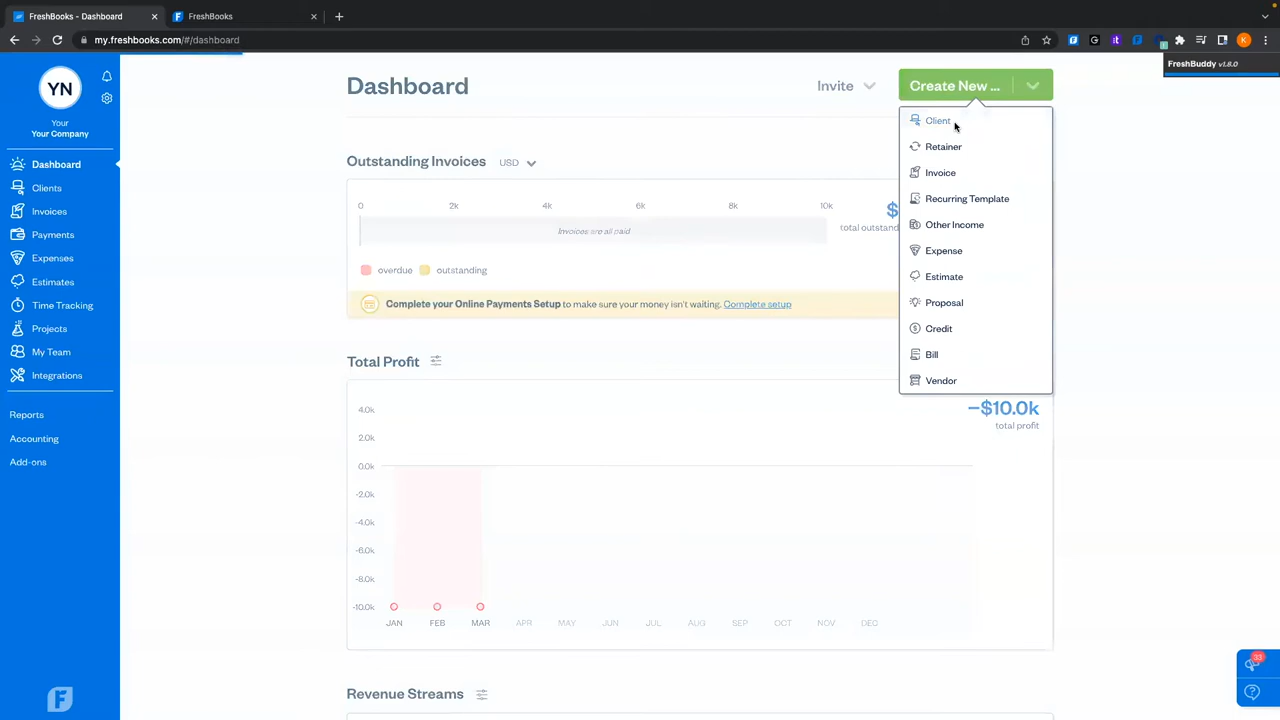 FreshBooks - Dashboard
FreshBooks
my.freshbooks.com/#/dashboard
FreshBuddy v1.8.0
YN
Your
Your Company
Dashboard
Clients
Invoices
Payments
Expenses
Estimates
Time Tracking
Projects
My Team
Integrations
Reports
Accounting
Add-ons
Dashboard
Invite
Create New ...
Client
Retainer
Invoice
Recurring Template
Other Income
Expense
Estimate
Proposal
Credit
Bill
Vendor
Outstanding Invoices USD
0 2k 4k 6k 8k 10k
Invoices are all paid
$
total outstand
overdue outstanding
Complete your Online Payments Setup to make sure your money isn't waiting. Complete setup
Total Profit
–$10.0k
total profit
4.0k
2.0k
0.0k
-2.0k
-4.0k
-6.0k
-8.0k
-10.0k
JAN FEB MAR APR MAY JUN JUL AUG SEP OCT NOV DEC
Revenue Streams
33
K